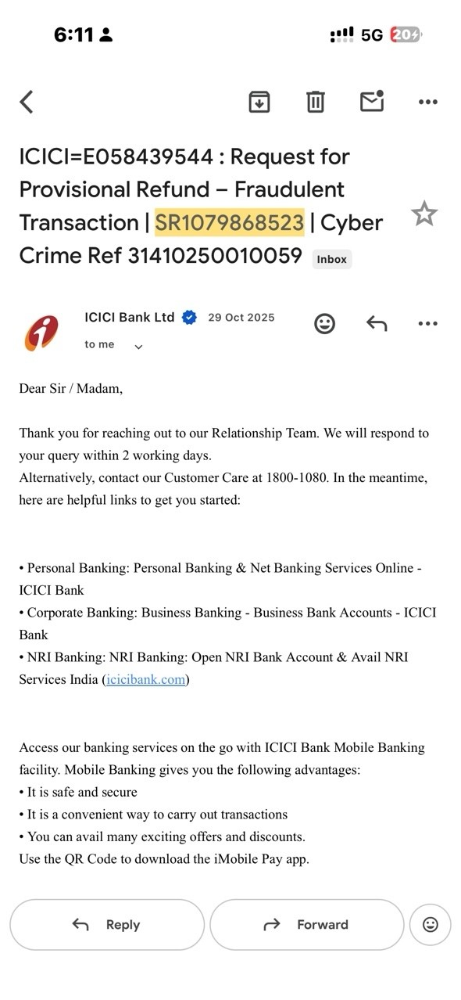 6:11
5G
20
ICICI=E058439544 : Request for
Provisional Refund – Fraudulent
Transaction | SR1079868523 | Cyber
Crime Ref 31410250010059 Inbox
ICICI Bank Ltd 29 Oct 2025
to me
Dear Sir / Madam,
Thank you for reaching out to our Relationship Team. We will respond to
your query within 2 working days.
Alternatively, contact our Customer Care at 1800-1080. In the meantime,
here are helpful links to get you started:
• Personal Banking: Personal Banking & Net Banking Services Online -
ICICI Bank
• Corporate Banking: Business Banking - Business Bank Accounts - ICICI
Bank
• NRI Banking: NRI Banking: Open NRI Bank Account & Avail NRI
Services India (icicibank.com)
Access our banking services on the go with ICICI Bank Mobile Banking
facility. Mobile Banking gives you the following advantages:
• It is safe and secure
• It is a convenient way to carry out transactions
• You can avail many exciting offers and discounts.
Use the QR Code to download the iMobile Pay app.
Reply
Forward